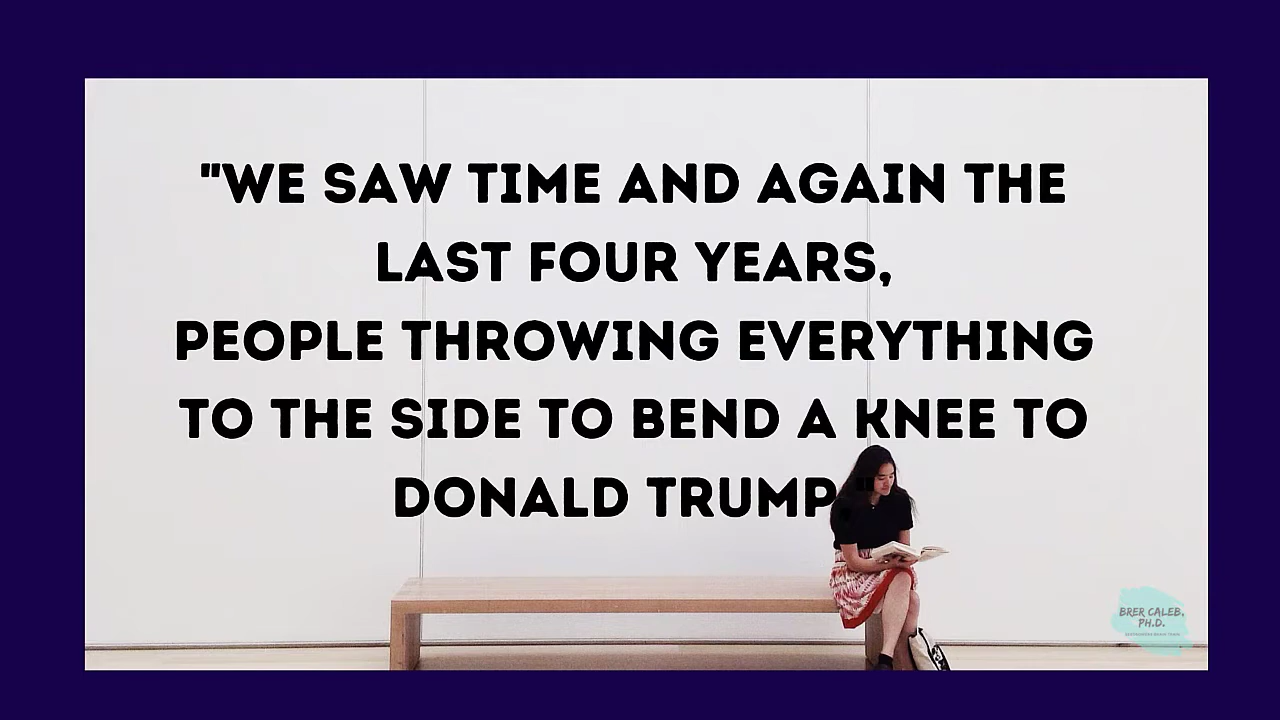 "WE SAW TIME AND AGAIN THE
LAST FOUR YEARS,
PEOPLE THROWING EVERYTHING
TO THE SIDE TO BEND A KNEE TO
DONALD TRUMP."
BRER CALEB,
PH.D.